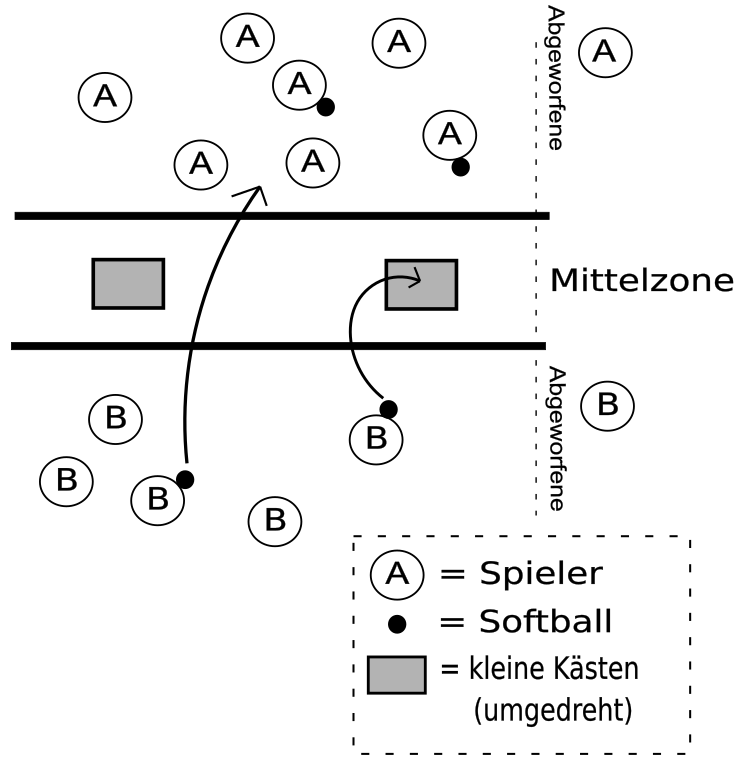 A
A
A
A
A
A
A
A
Abgeworfene
Mittelzone
Abgeworfene
B
B
B
B
B
B
A = Spieler
= Softball
= kleine Kästen
(umgedreht)